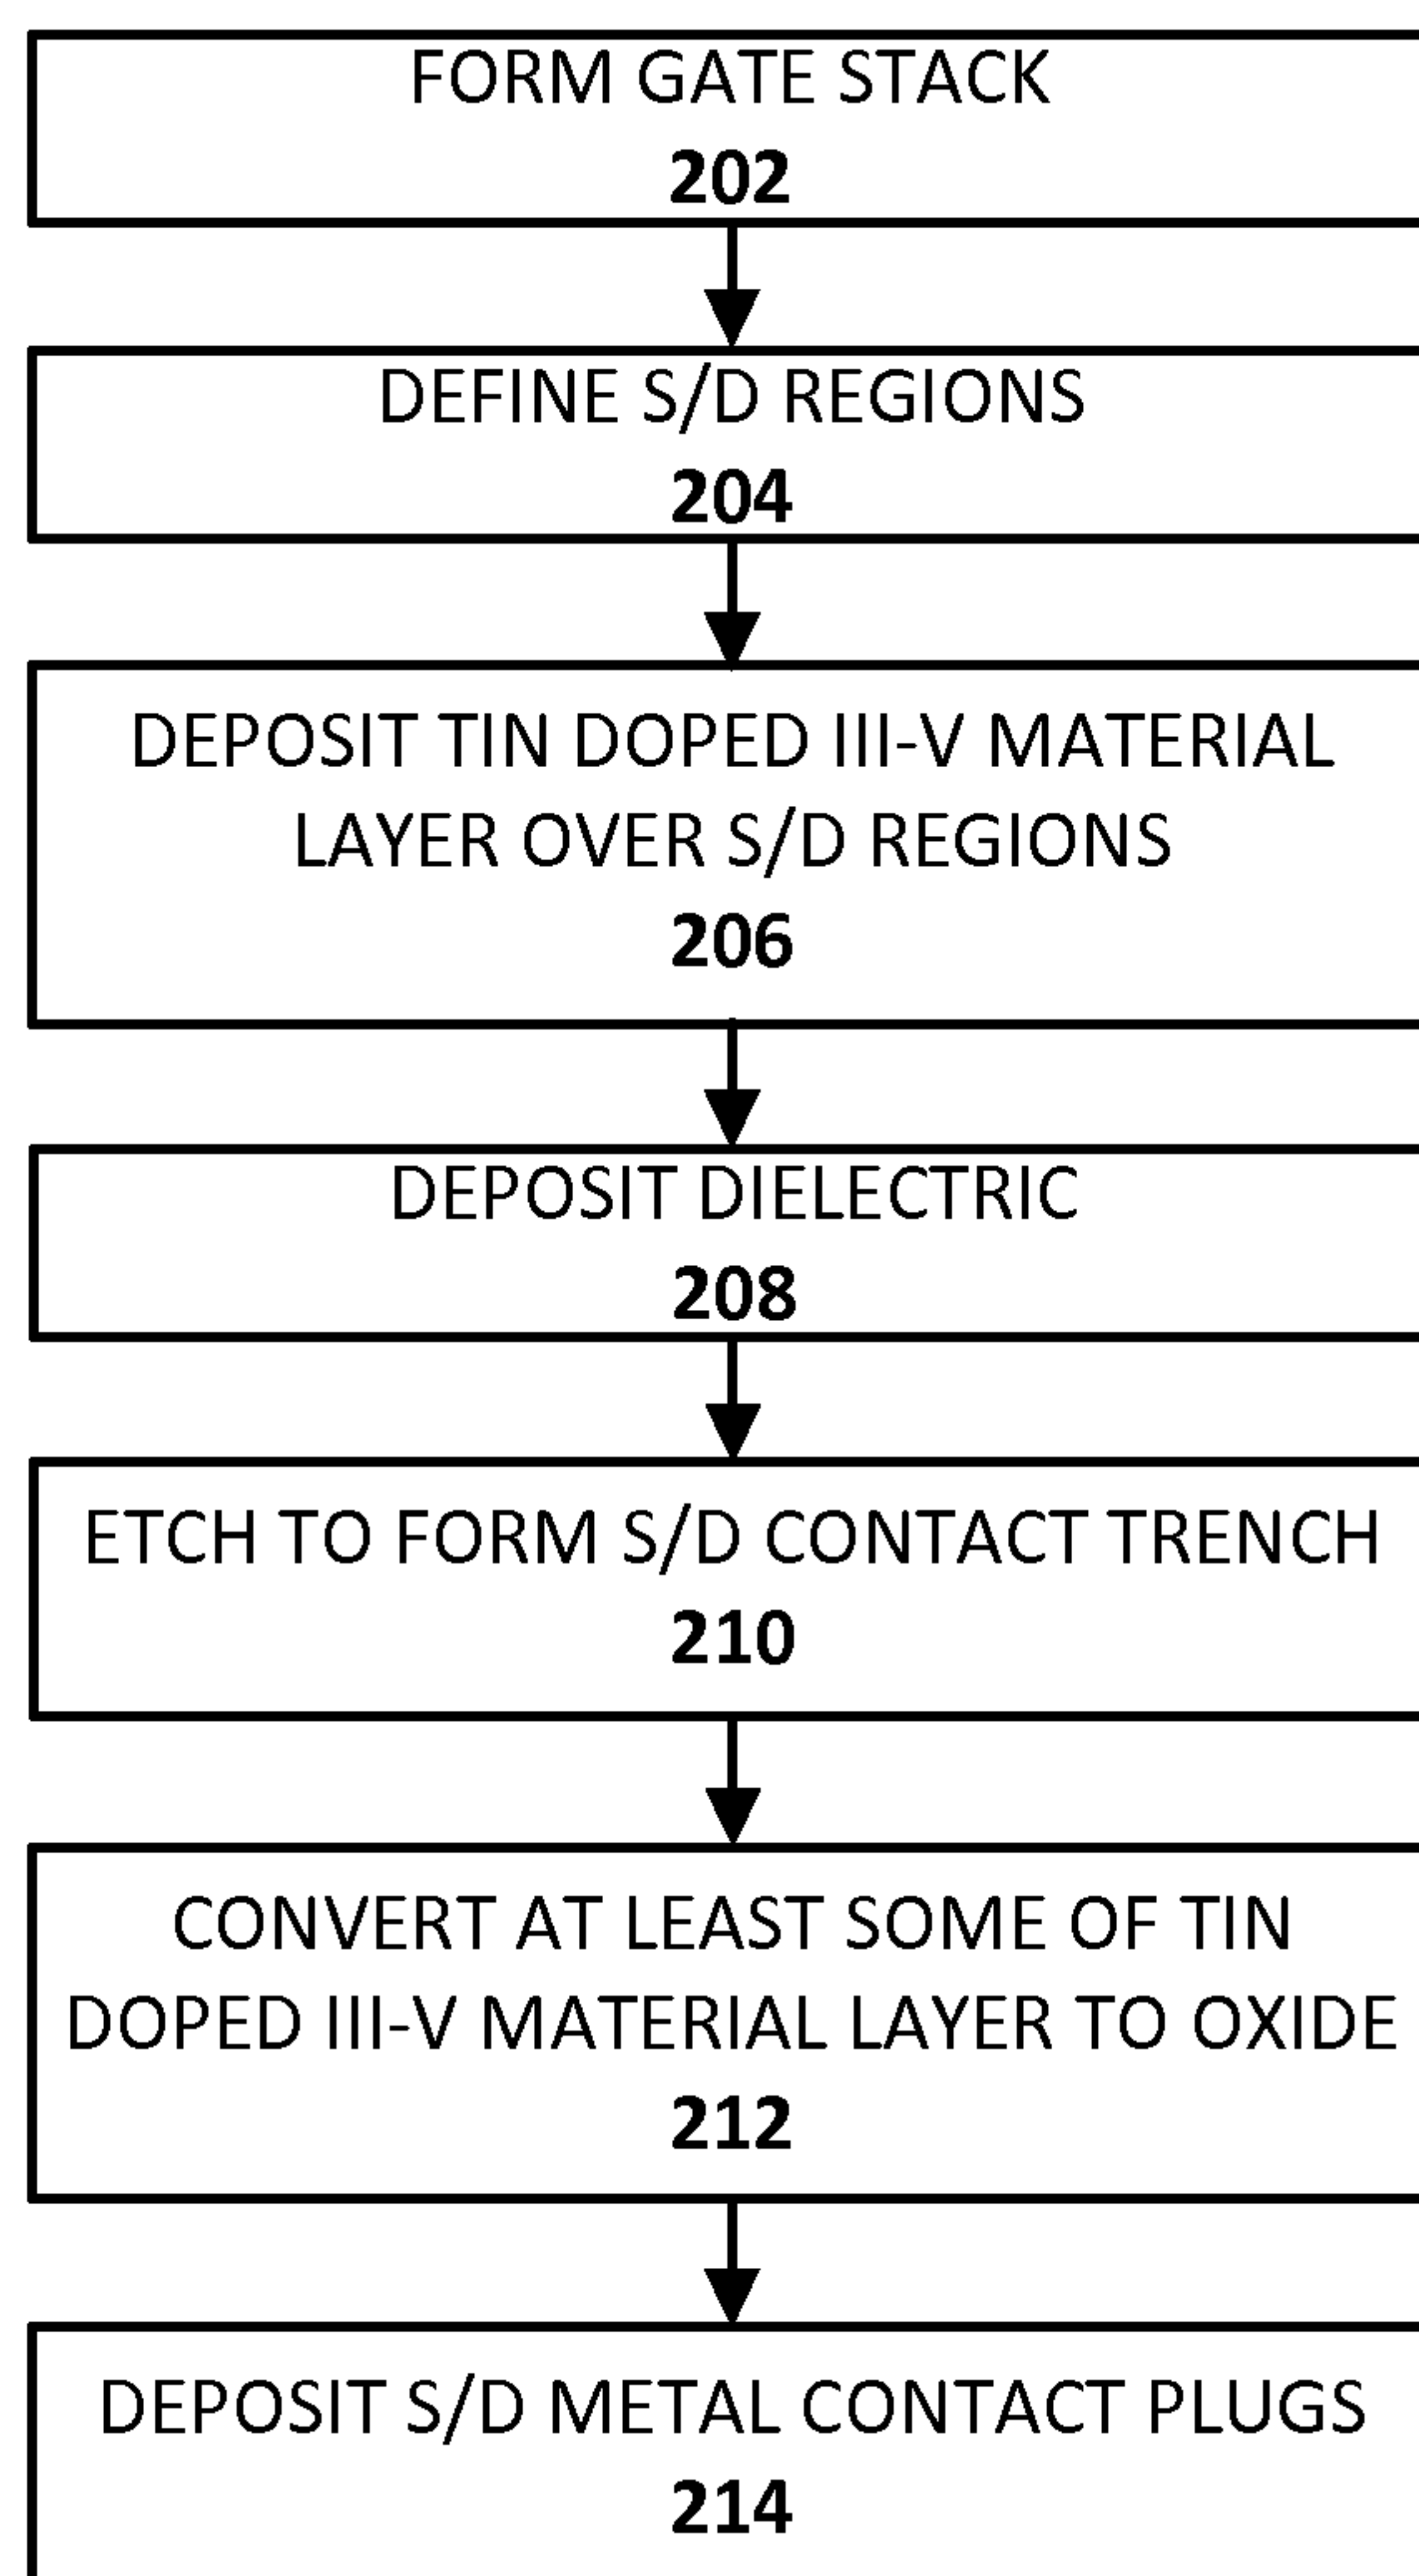 FORM GATE STACK
202
DEFINE S/D REGIONS
204
DEPOSIT TIN DOPED III-V MATERIAL
LAYER OVER S/D REGIONS
206
DEPOSIT DIELECTRIC
208
ETCH TO FORM S/D CONTACT TRENCH
210
CONVERT AT LEAST SOME OF TIN
DOPED III-V MATERIAL LAYER TO OXIDE
212
DEPOSIT S/D METAL CONTACT PLUGS
214